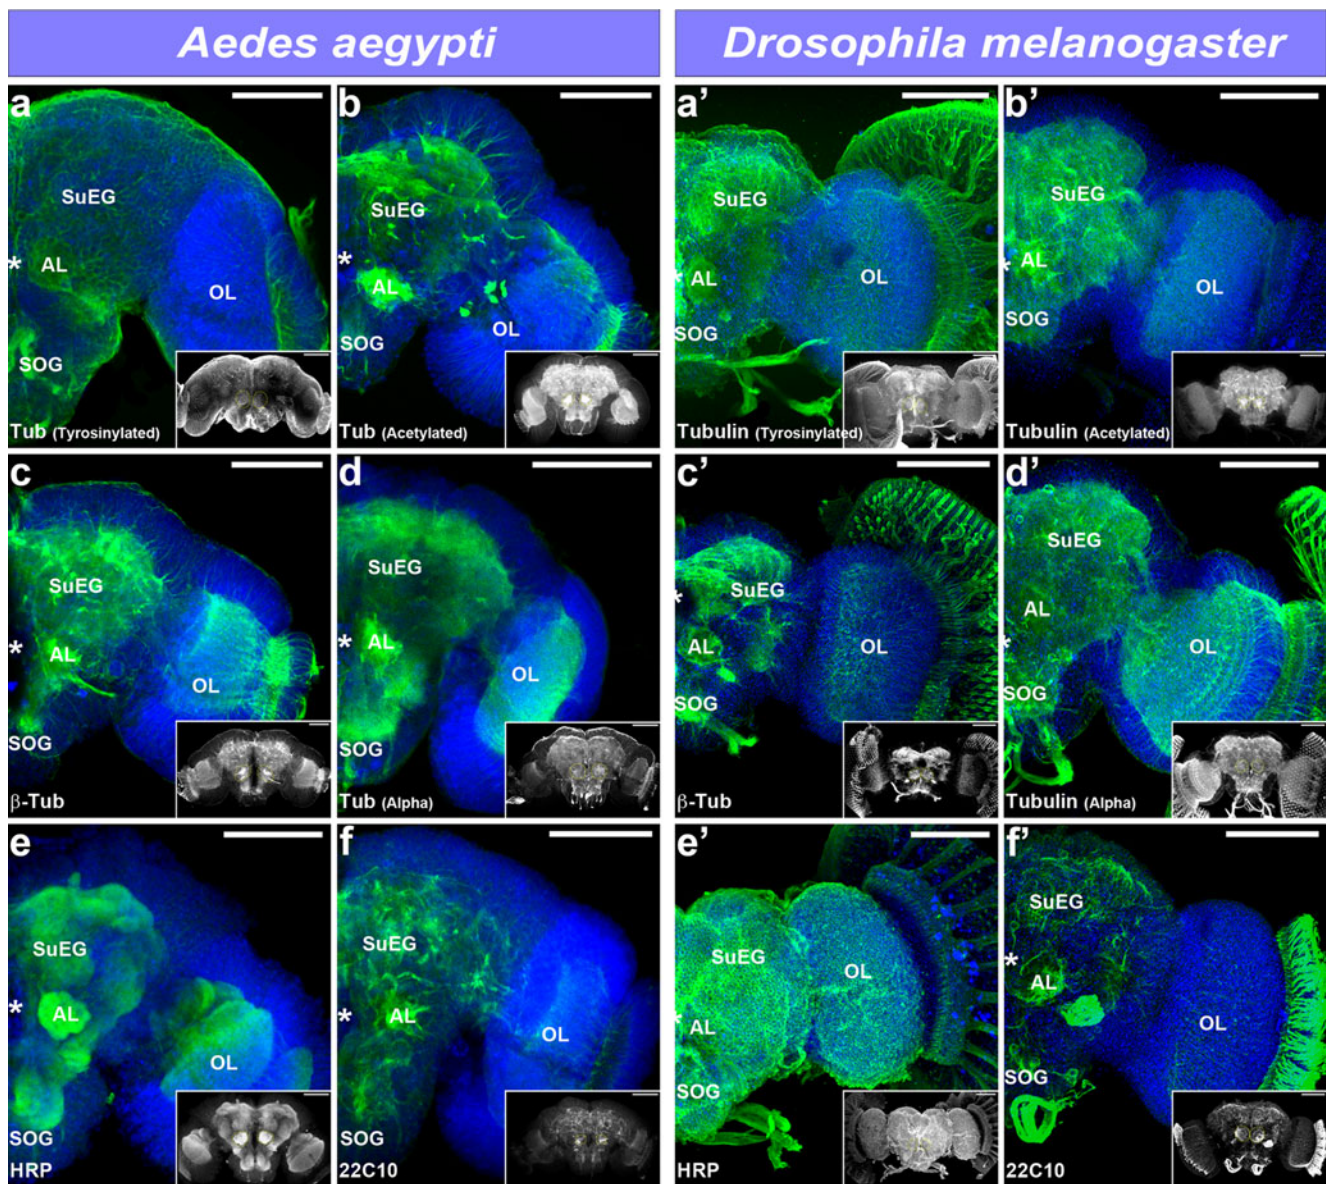 Aedes aegypti
Drosophila melanogaster
a
SuEG
AL
*
OL
SOG
Tub (Tyrosinylated)
b
SuEG
*
AL
OL
SOG
Tub (Acetylated)
a’
SuEG
*
AL
OL
SOG
Tubulin (Tyrosinylated)
b’
SuEG
AL
*
OL
SOG
Tubulin (Acetylated)
c
SuEG
*
AL
OL
SOG
β-Tub
d
SuEG
*
AL
OL
Tub (Alpha)
c’
SuEG
*
AL
OL
SOG
β-Tub
d’
SuEG
AL
*
OL
SOG
Tubulin (Alpha)
e
SuEG
*
AL
OL
SOG
HRP
f
SuEG
*
AL
OL
SOG
22C10
e’
SuEG
OL
*
AL
SOG
HRP
f’
SuEG
*
AL
OL
SOG
22C10